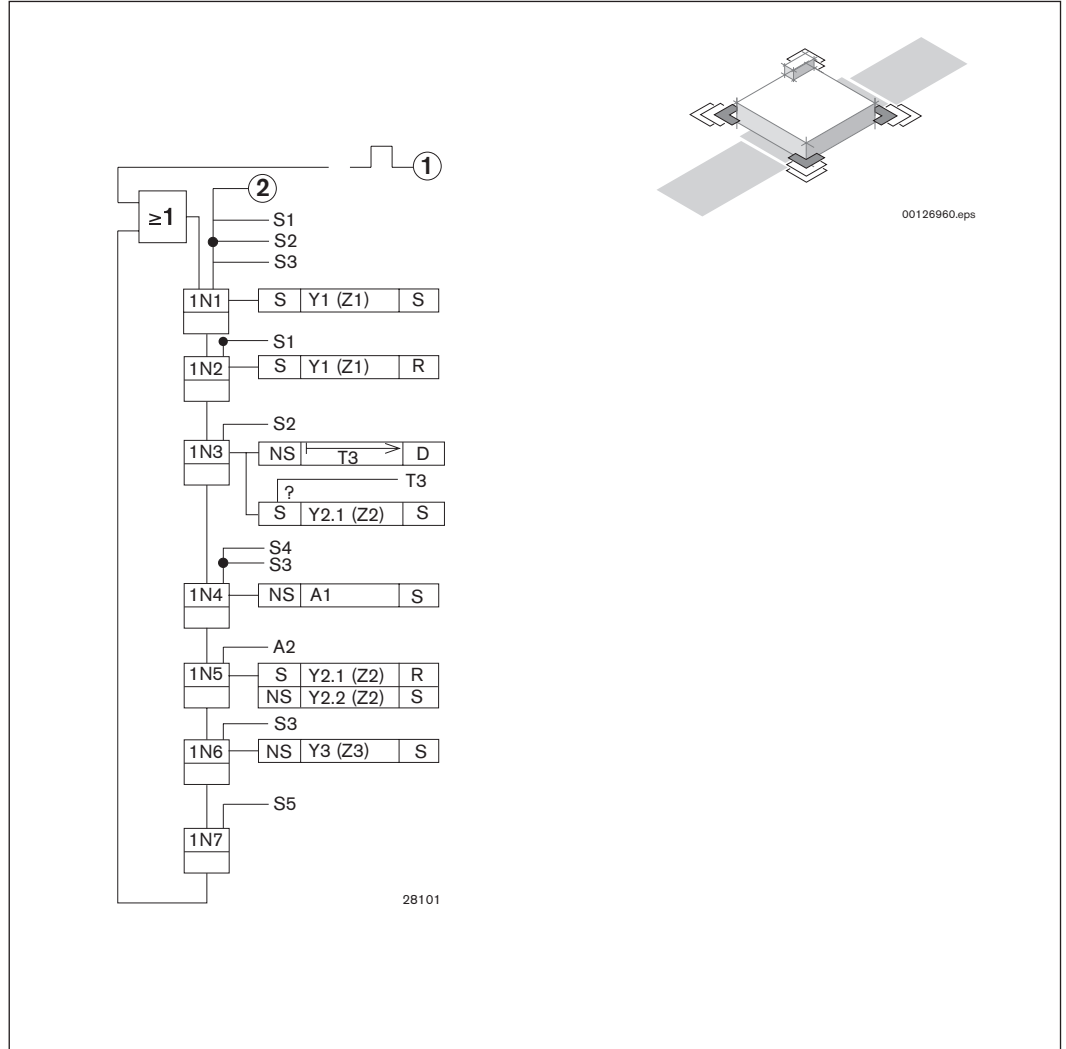 00126960.eps
1
2
≥1
S1
S2
S3
1N1 S Y1 (Z1) S
S1
1N2 S Y1 (Z1) R
S2
1N3 NS T3 D
T3
?
S Y2.1 (Z2) S
S4
S3
1N4 NS A1 S
A2
1N5 S Y2.1 (Z2) R
NS Y2.2 (Z2) S
S3
1N6 NS Y3 (Z3) S
S5
1N7
28101